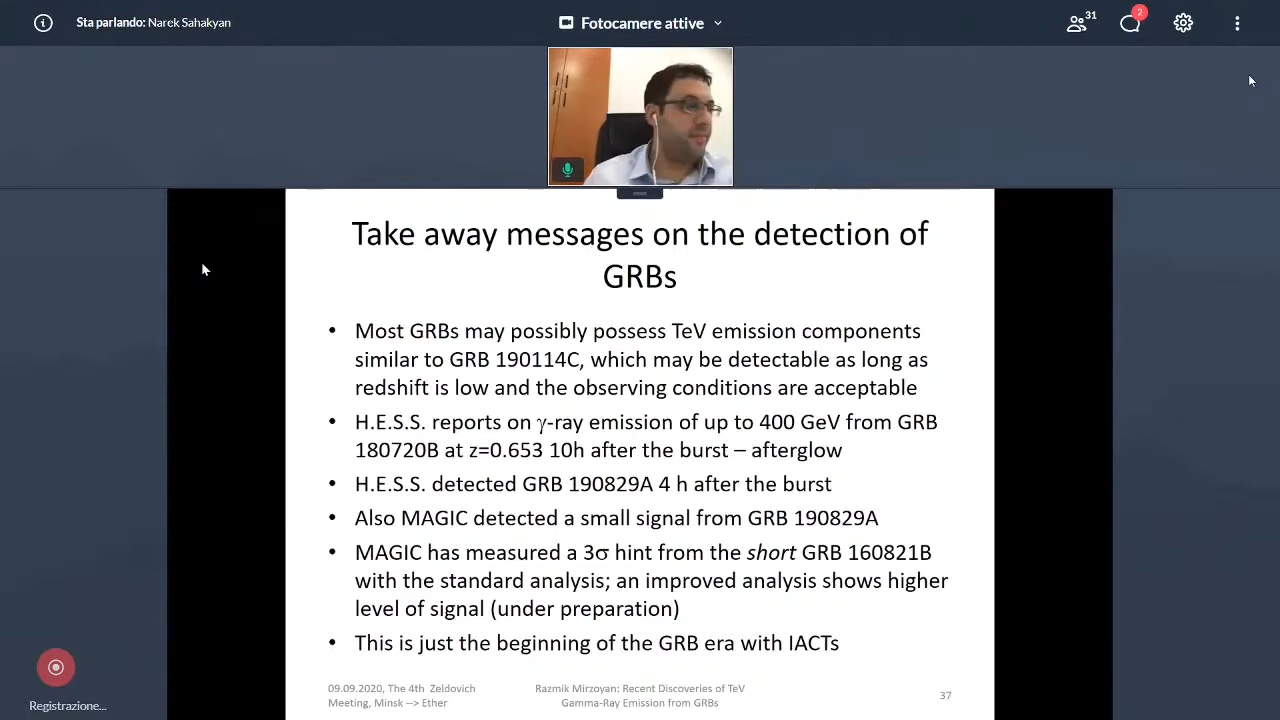 Sta parlando: Narek Sahakyan
Fotocamere attive
31
2
Take away messages on the detection of
GRBs
• Most GRBs may possibly possess TeV emission components
similar to GRB 190114C, which may be detectable as long as
redshift is low and the observing conditions are acceptable
• H.E.S.S. reports on γ-ray emission of up to 400 GeV from GRB
180720B at z=0.653 10h after the burst – afterglow
• H.E.S.S. detected GRB 190829A 4 h after the burst
• Also MAGIC detected a small signal from GRB 190829A
• MAGIC has measured a 3σ hint from the short GRB 160821B
with the standard analysis; an improved analysis shows higher
level of signal (under preparation)
• This is just the beginning of the GRB era with IACTs
09.09.2020, The 4th Zeldovich
Meeting, Minsk --> Ether
Razmik Mirzoyan: Recent Discoveries of TeV
Gamma-Ray Emission from GRBs
37
Registrazione...